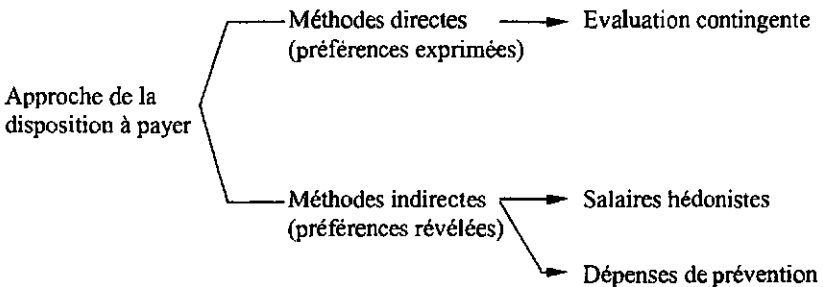 Méthodes directes
(préférences exprimées)
Evaluation contingente
Approche de la
disposition à payer
Méthodes indirectes
(préférences révélées)
Salaires hédonistes
Dépenses de prévention